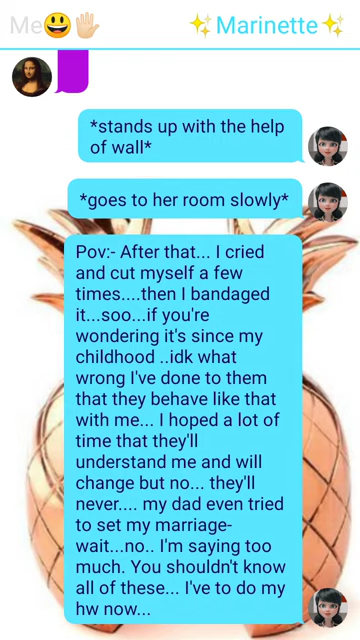 Me😃🖐🏻 ✨Marinette✨
*stands up with the help
of wall*
*goes to her room slowly*
Pov:- After that... I cried
and cut myself a few
times....then I bandaged
it...soo...if you're
wondering it's since my
childhood ..idk what
wrong I've done to them
that they behave like that
with me... I hoped a lot of
time that they'll
understand me and will
change but no... they'll
never.... my dad even tried
to set my marriage-
wait...no.. I'm saying too
much. You shouldn't know
all of these... I've to do my
hw now...